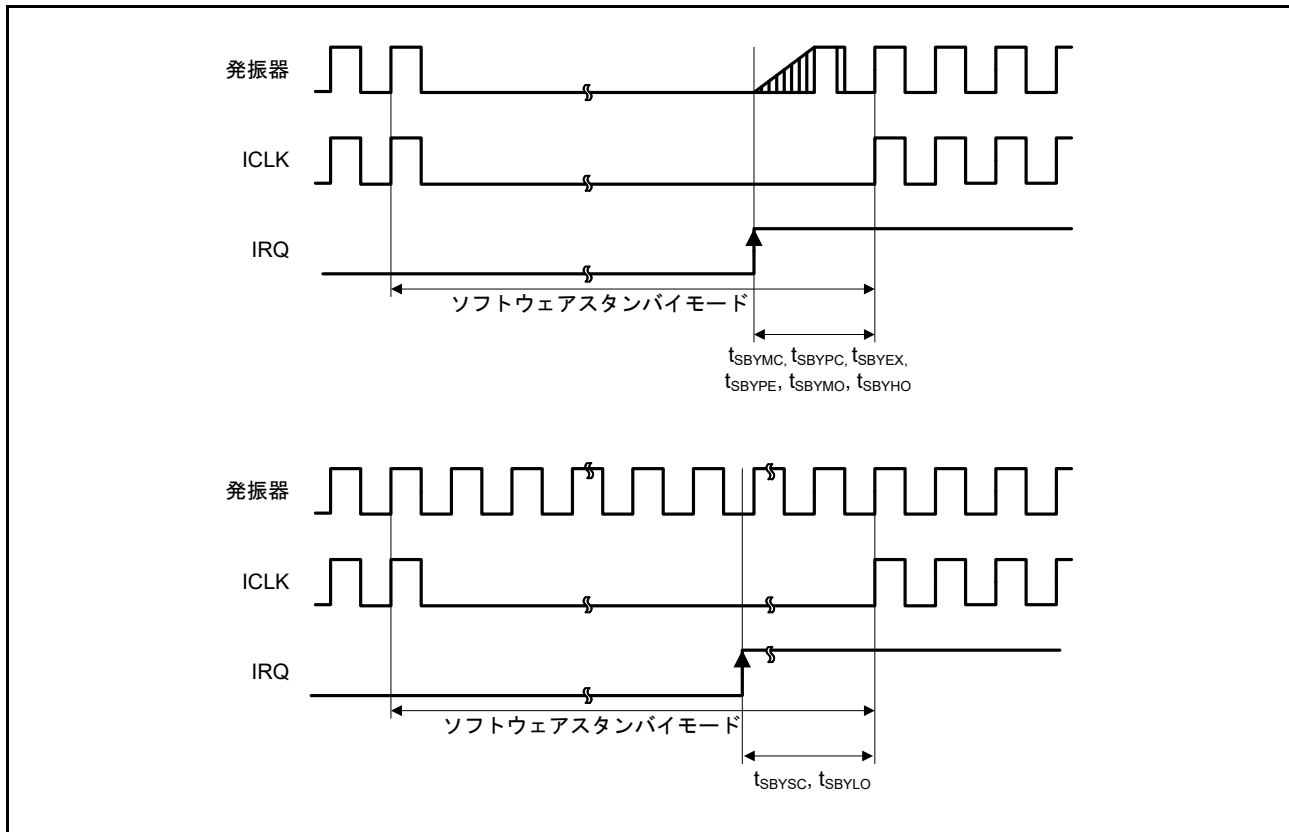 発振器
ICLK
IRQ
ソフトウェアスタンバイモード
tSBYMC, tSBYPC, tSBYEX,
tSBYPE, tSBYMO, tSBYHO
発振器
ICLK
IRQ
ソフトウェアスタンバイモード
tSBYSC, tSBYLO